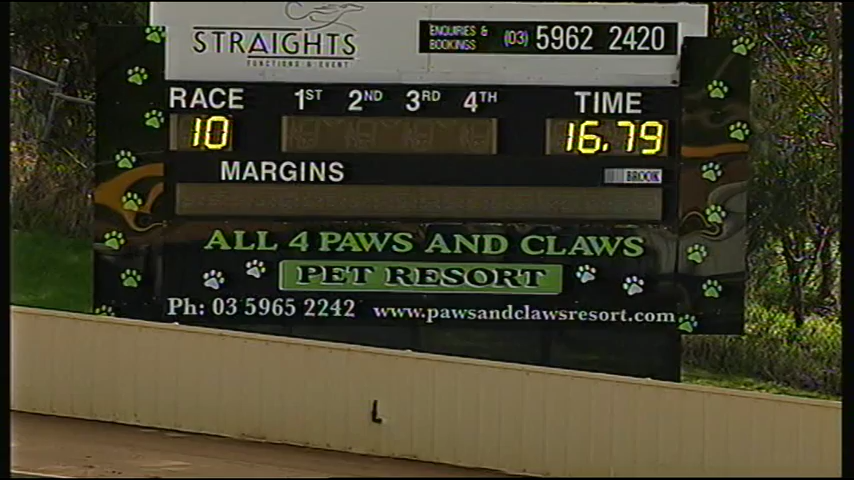 STRAIGHTS
FUNCTIONS & EVENT
ENQUIRIES &
BOOKINGS
(03) 5962 2420
RACE 1ST 2ND 3RD 4TH TIME
10 16.79
MARGINS
BROOK
ALL 4 PAWS AND CLAWS
PET RESORT
Ph: 03 5965 2242 www.pawsandclawsresort.com
L